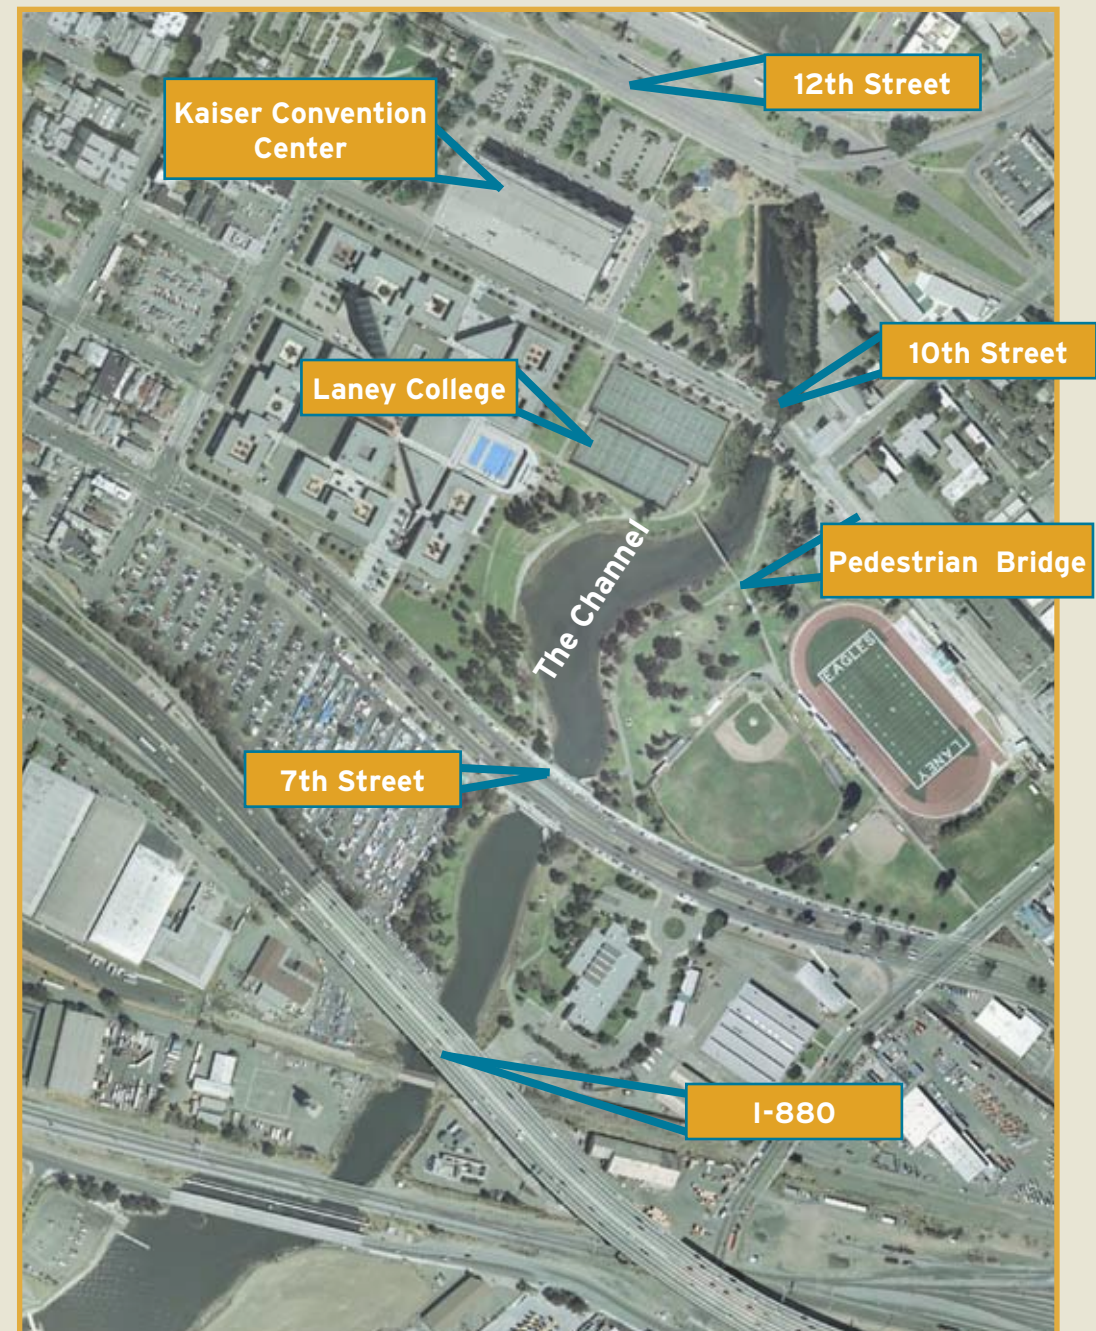 12th Street
Kaiser Convention
Center
10th Street
Laney College
Pedestrian Bridge
The Channel
EAGLES
LANEY
7th Street
I-880